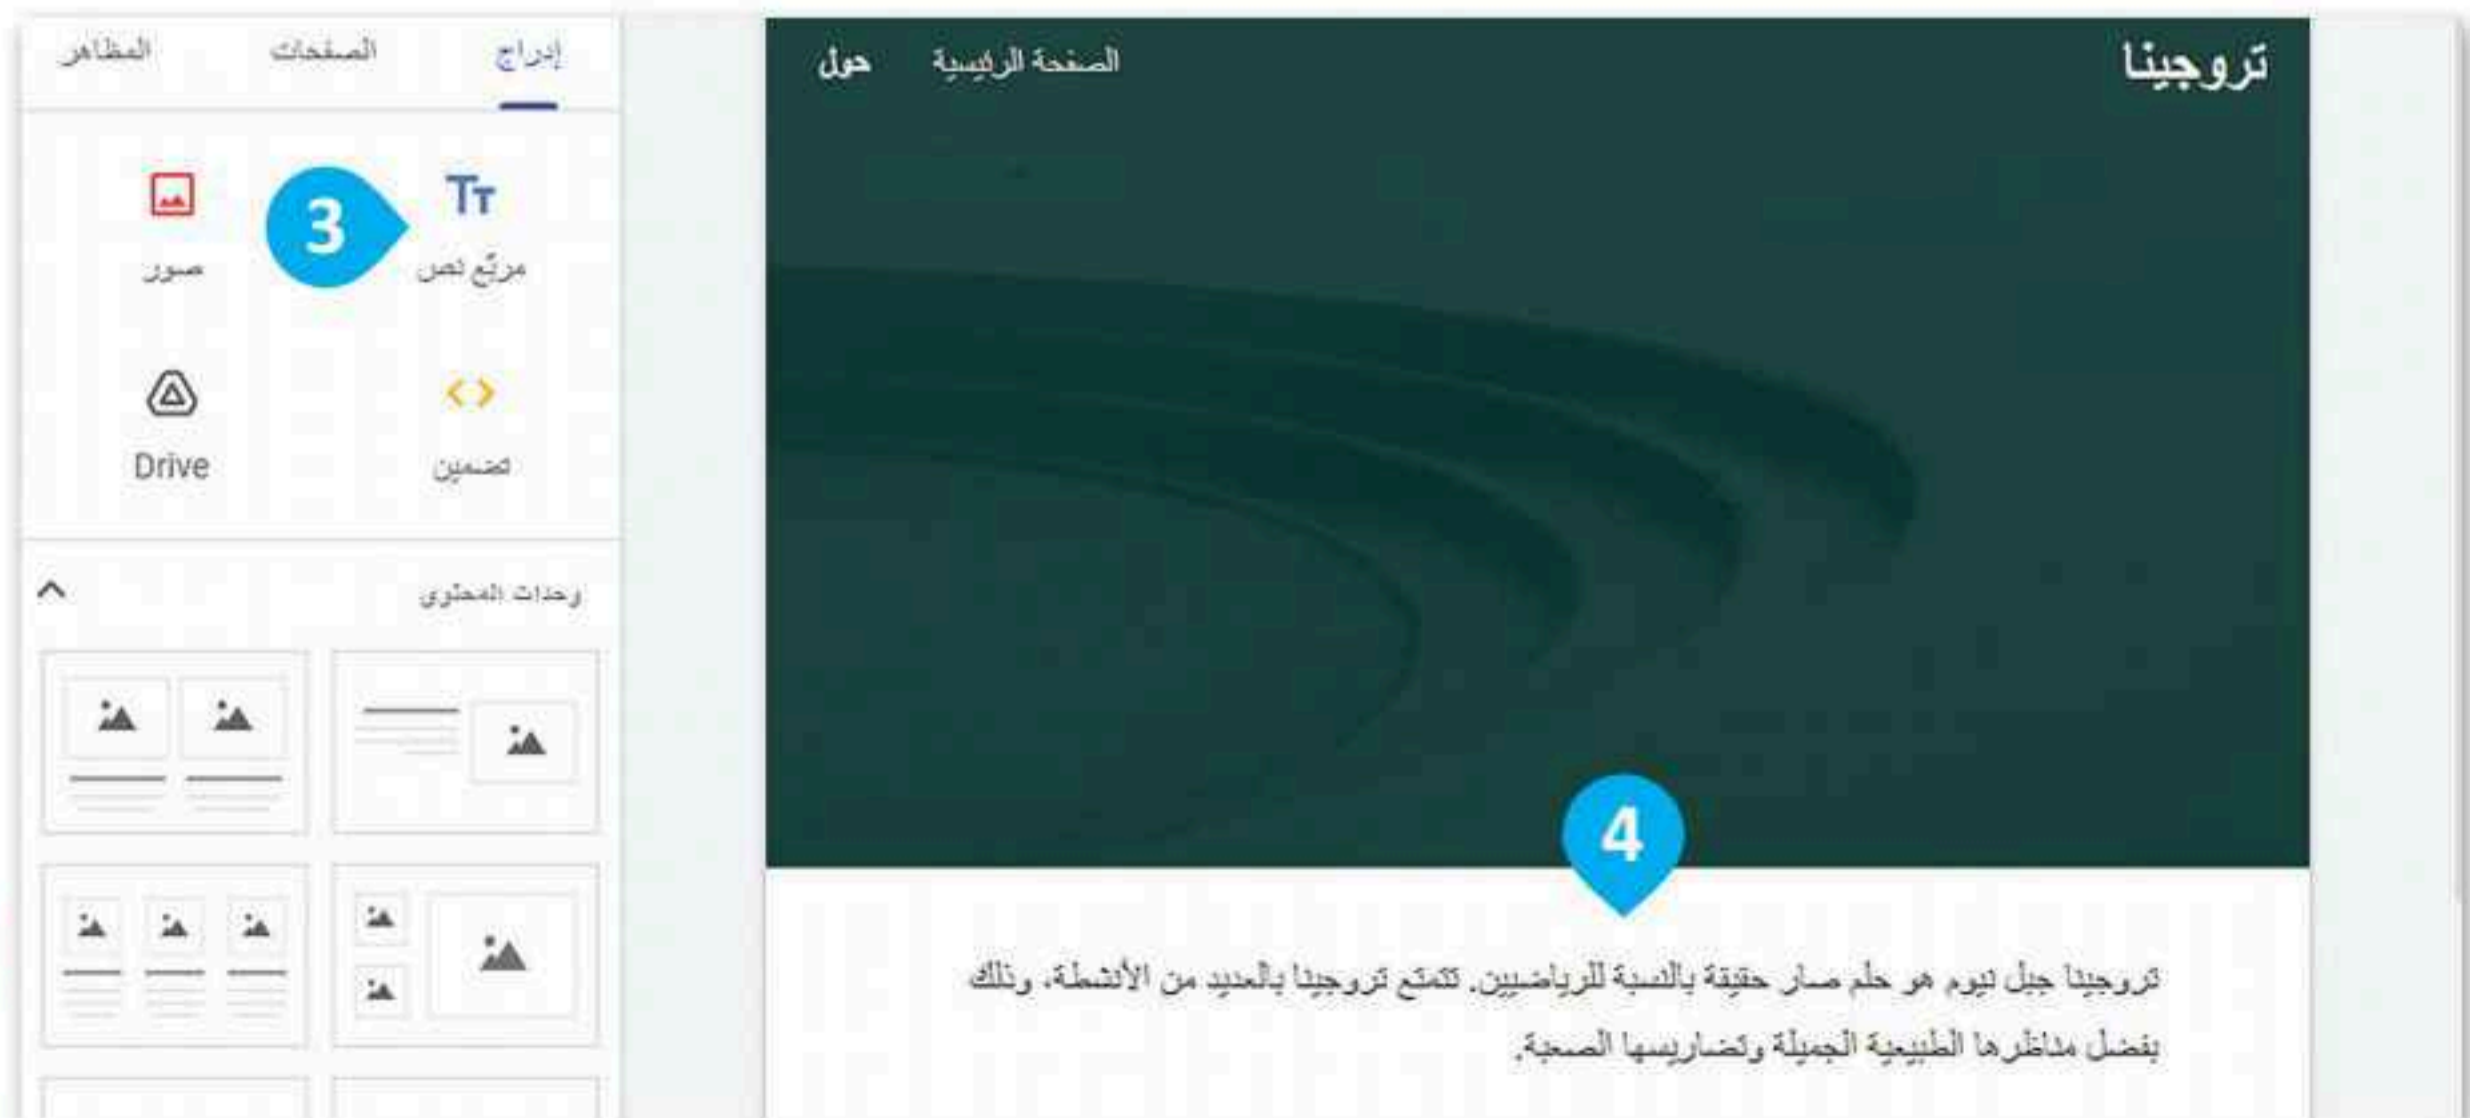 تروجينا
الصفحة الرئيسية حول
إدراج الصفحات المظاهر
3
مربّع نص صور
تضمين Drive
وحدات المحتوى
4
تروجينا جبل نيوم هو حلم صار حقيقة بالنسبة للرياضيين. تتمتع تروجينا بالعديد من الأنشطة، وذلك
بفضل مناظرها الطبيعية الجميلة وتضاريسها الصعبة.